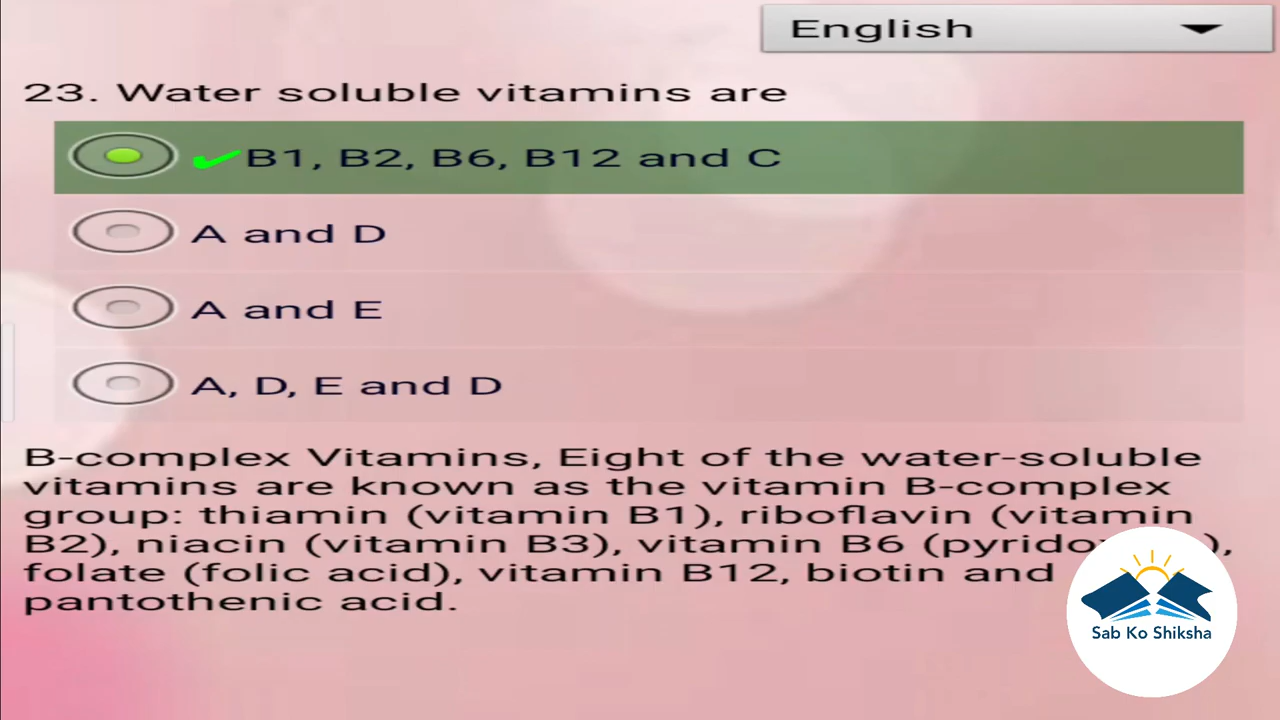 English
23. Water soluble vitamins are
B1, B2, B6, B12 and C
A and D
A and E
A, D, E and D
B-complex Vitamins, Eight of the water-soluble
vitamins are known as the vitamin B-complex
group: thiamin (vitamin B1), riboflavin (vitamin
B2), niacin (vitamin B3), vitamin B6
folate (folic acid), vitamin B12, biotin and
pantothenic acid.
Sab Ko Shiksha